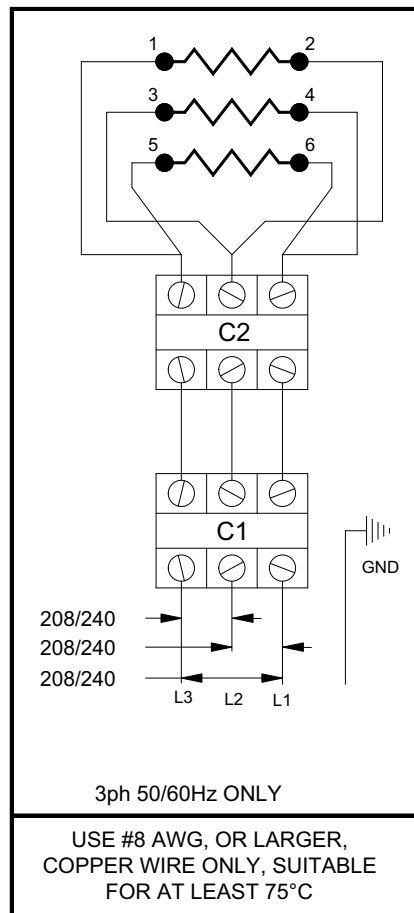 1 2
3 4
5 6
C2
C1
GND
208/240
208/240
208/240
L3 L2 L1
3ph 50/60Hz ONLY
USE #8 AWG, OR LARGER,
COPPER WIRE ONLY, SUITABLE
FOR AT LEAST 75°C